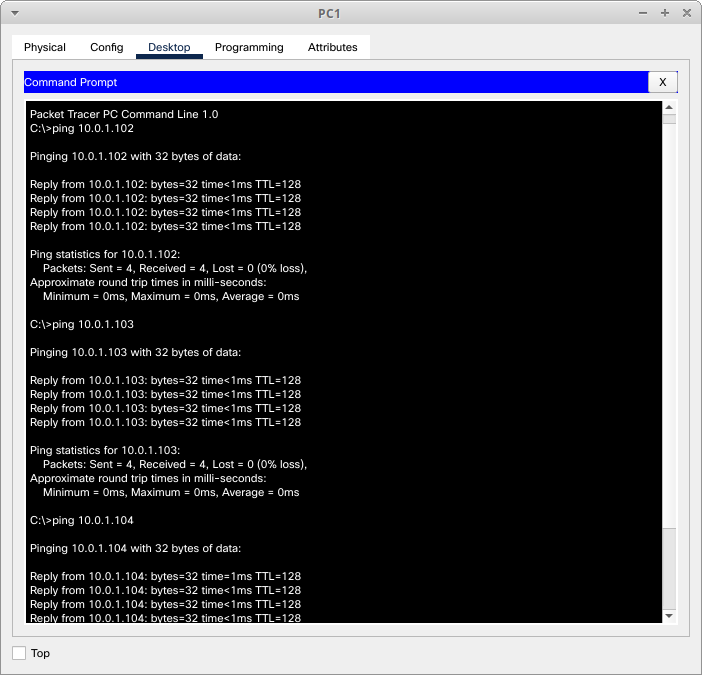 PC1
Physical Config Desktop Programming Attributes
Command Prompt X
Packet Tracer PC Command Line 1.0
C:\>ping 10.0.1.102
Pinging 10.0.1.102 with 32 bytes of data:
Reply from 10.0.1.102: bytes=32 time<1ms TTL=128
Reply from 10.0.1.102: bytes=32 time<1ms TTL=128
Reply from 10.0.1.102: bytes=32 time<1ms TTL=128
Reply from 10.0.1.102: bytes=32 time<1ms TTL=128
Ping statistics for 10.0.1.102:
Packets: Sent = 4, Received = 4, Lost = 0 (0% loss),
Approximate round trip times in milli-seconds:
Minimum = 0ms, Maximum = 0ms, Average = 0ms
C:\>ping 10.0.1.103
Pinging 10.0.1.103 with 32 bytes of data:
Reply from 10.0.1.103: bytes=32 time<1ms TTL=128
Reply from 10.0.1.103: bytes=32 time<1ms TTL=128
Reply from 10.0.1.103: bytes=32 time<1ms TTL=128
Reply from 10.0.1.103: bytes=32 time<1ms TTL=128
Ping statistics for 10.0.1.103:
Packets: Sent = 4, Received = 4, Lost = 0 (0% loss),
Approximate round trip times in milli-seconds:
Minimum = 0ms, Maximum = 0ms, Average = 0ms
C:\>ping 10.0.1.104
Pinging 10.0.1.104 with 32 bytes of data:
Reply from 10.0.1.104: bytes=32 time=1ms TTL=128
Reply from 10.0.1.104: bytes=32 time<1ms TTL=128
Reply from 10.0.1.104: bytes=32 time<1ms TTL=128
Reply from 10.0.1.104: bytes=32 time<1ms TTL=128
Top